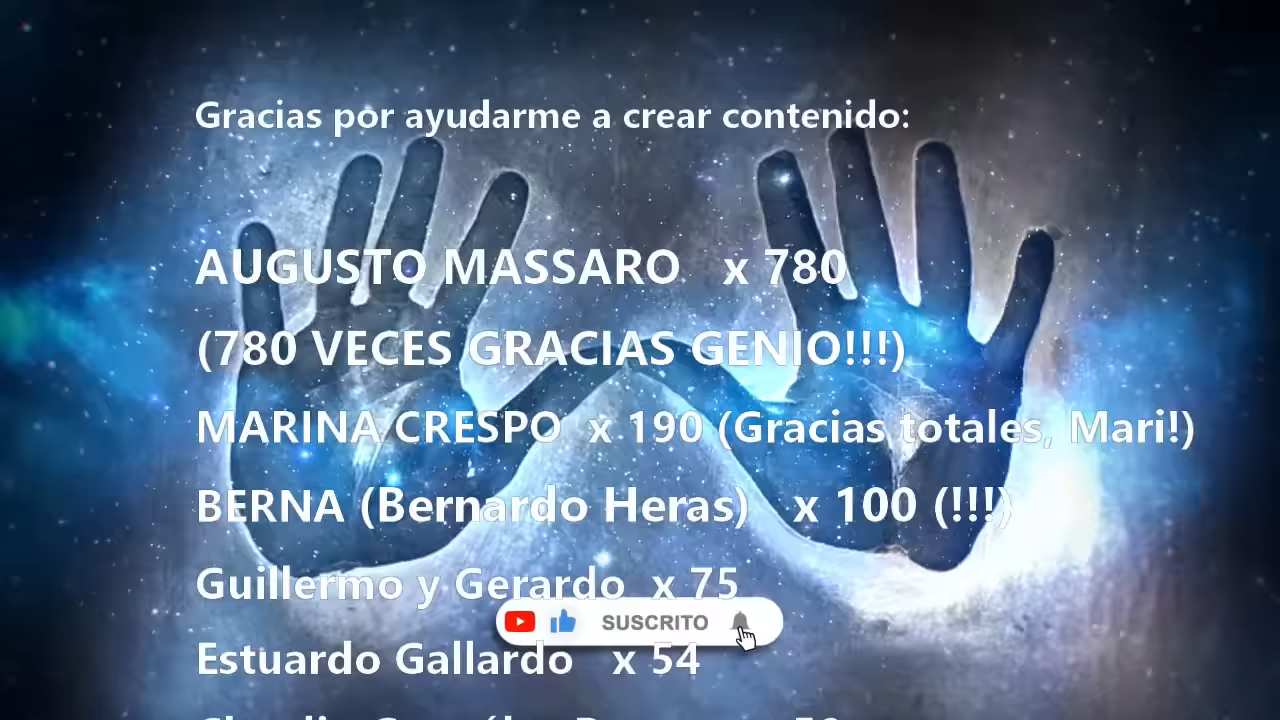 Gracias por ayudarme a crear contenido:
AUGUSTO MASSARO x 780
(780 VECES GRACIAS GENIO!!!)
MARINA CRESPO x 190 (Gracias totales, Mari!)
BERNA (Bernardo Heras) x 100 (!!!)
Guillermo y Gerardo x 75
SUSCRITO
Estuardo Gallardo x 54